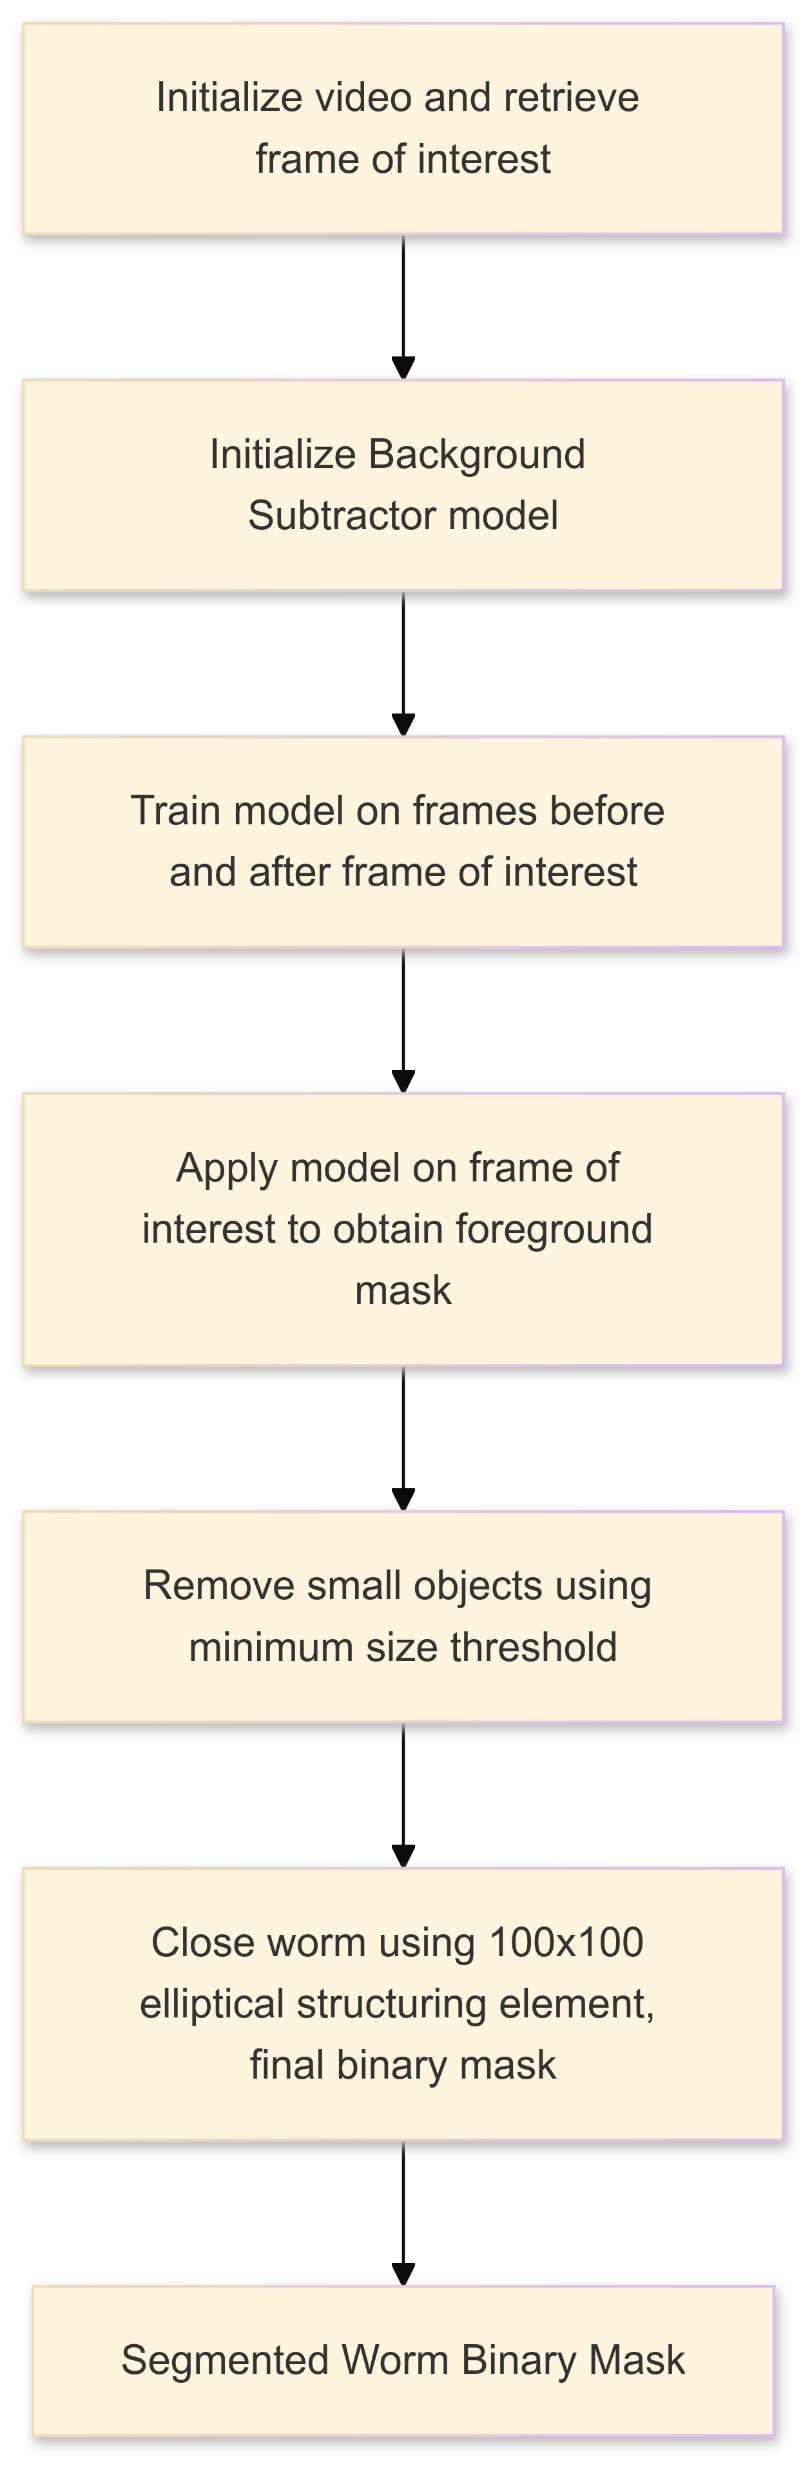 Initialize video and retrieve
frame of interest
Initialize Background
Subtractor model
Train model on frames before
and after frame of interest
Apply model on frame of
interest to obtain foreground
mask
Remove small objects using
minimum size threshold
Close worm using 100x100
elliptical structuring element,
final binary mask
Segmented Worm Binary Mask